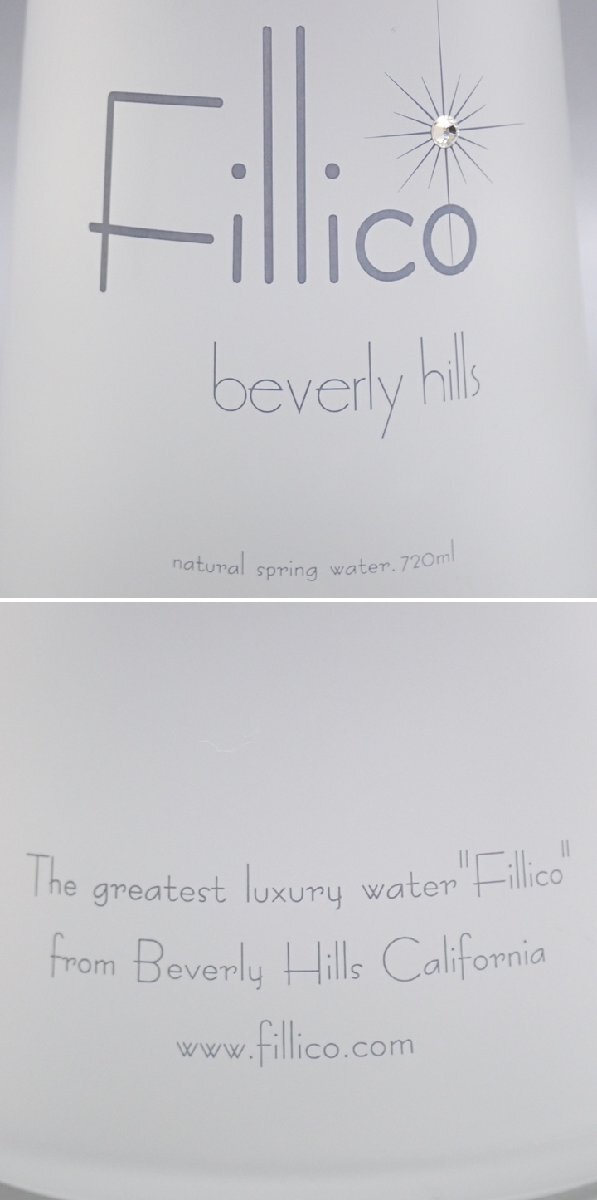 Fillico
beverly hills
natural spring water. 720ml
The greatest luxury water "Fillico"
from Beverly Hills California
www.fillico.com